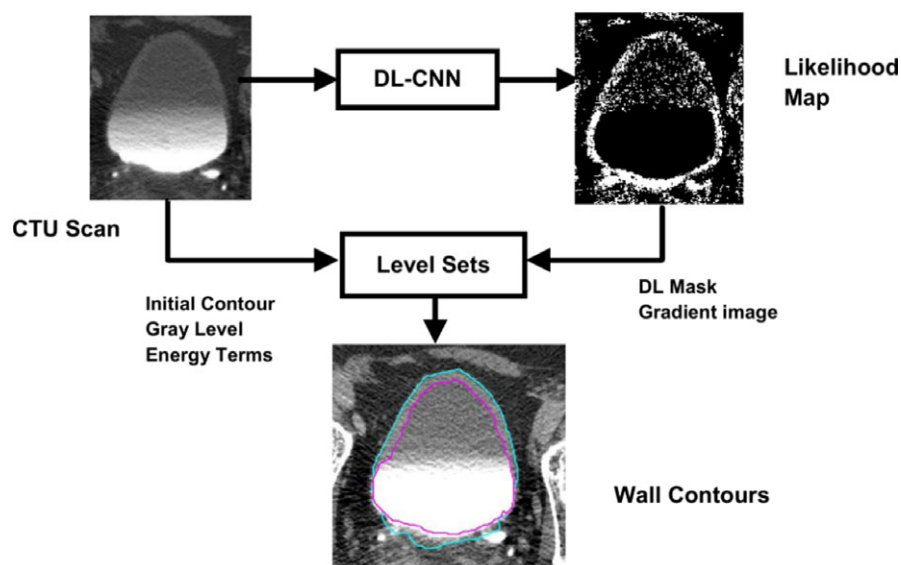 DL-CNN
Likelihood
Map
CTU Scan
Level Sets
Initial Contour
Gray Level
Energy Terms
DL Mask
Gradient image
Wall Contours